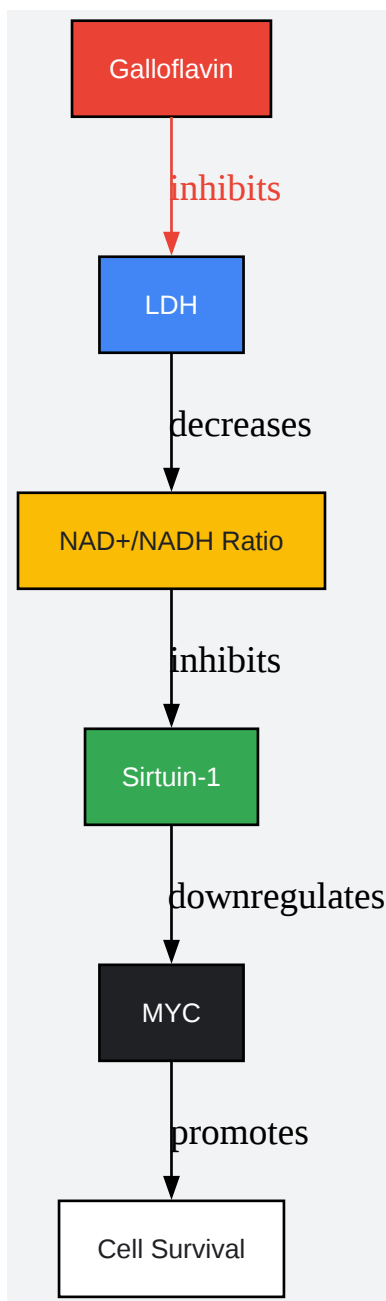 Galloflavin
inhibits
LDH
decreases
NAD+/NADH Ratio
inhibits
Sirtuin-1
downregulates
MYC
promotes
Cell Survival